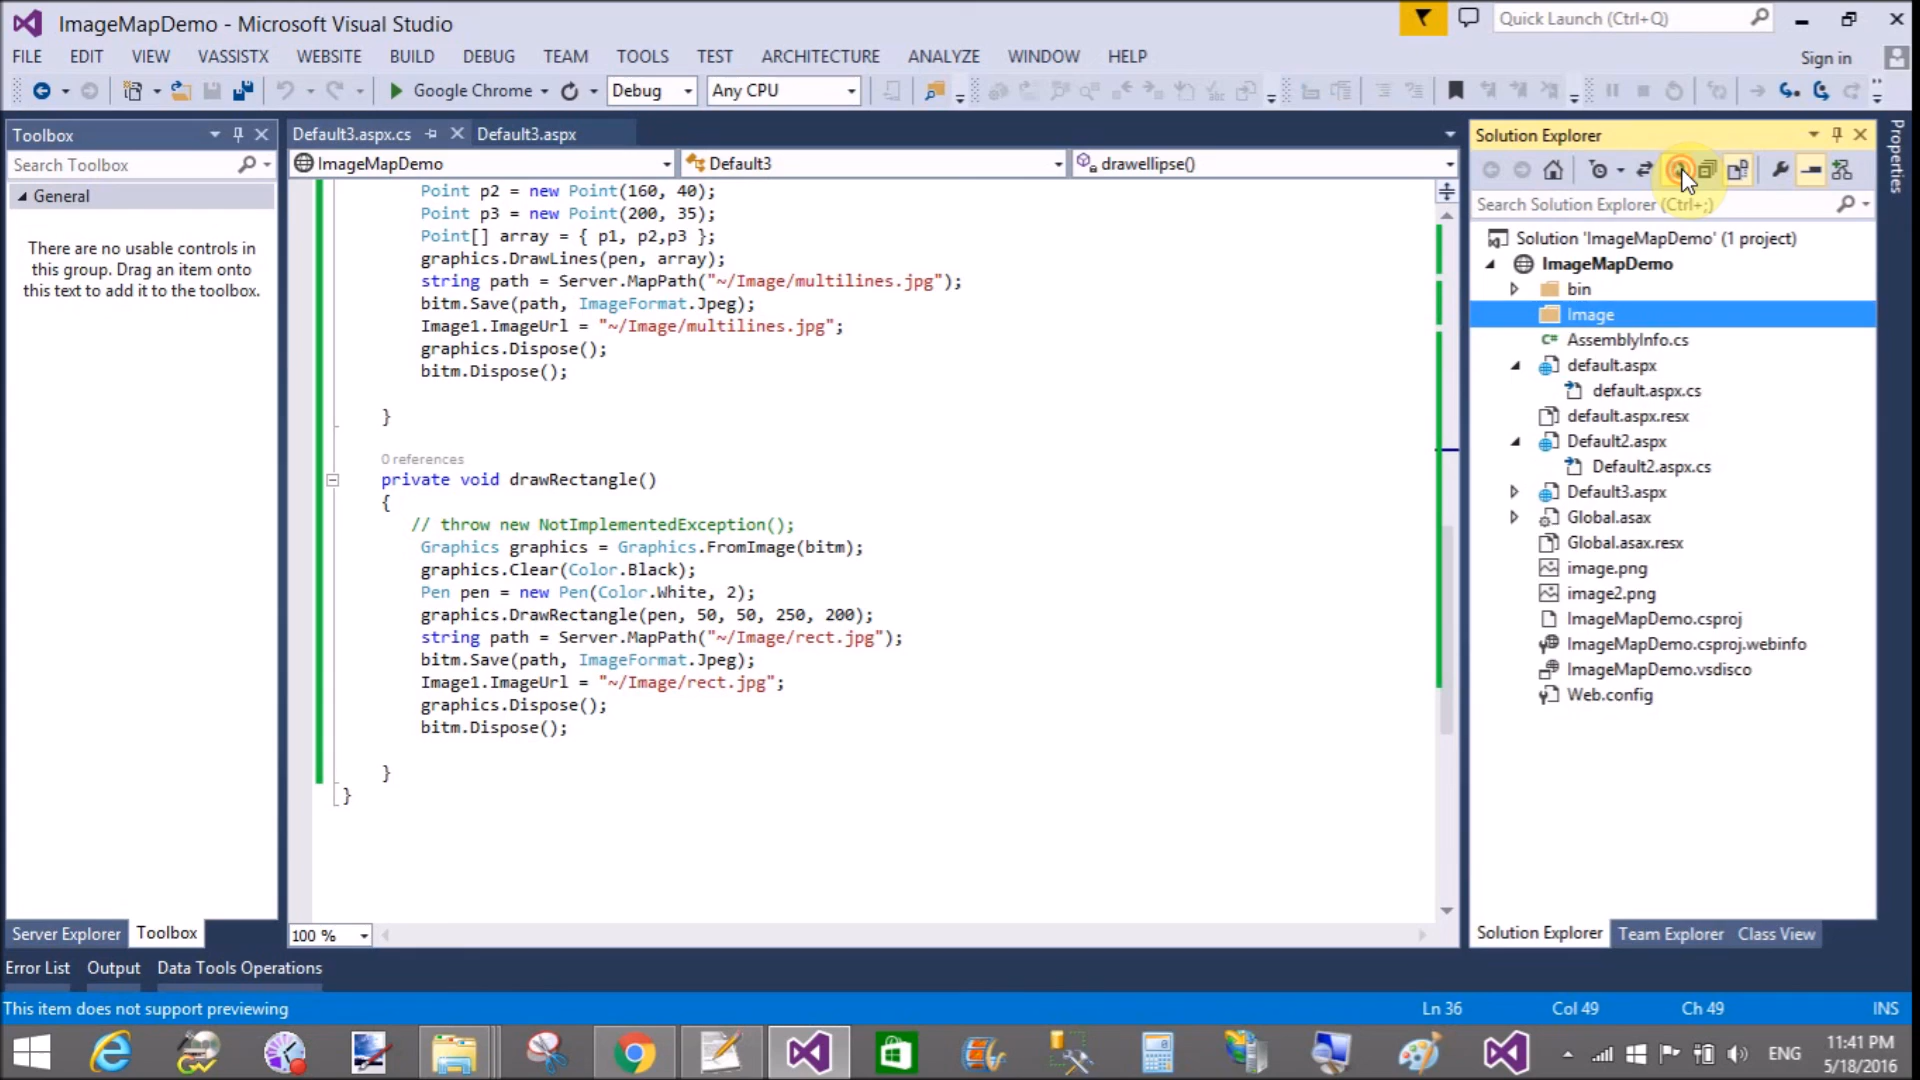 ImageMapDemo - Microsoft Visual Studio
Quick Launch (Ctrl+Q)
FILE EDIT VIEW VASSISTX WEBSITE BUILD DEBUG TEAM TOOLS TEST ARCHITECTURE ANALYZE WINDOW HELP
Sign in
Google Chrome Debug Any CPU
Toolbox
Search Toolbox
General
There are no usable controls in
this group. Drag an item onto
this text to add it to the toolbox.
Server Explorer Toolbox
Default3.aspx.cs Default3.aspx
ImageMapDemo Default3 drawellipse()
Point p2 = new Point(160, 40);
Point p3 = new Point(200, 35);
Point[] array = { p1, p2,p3 };
graphics.DrawLines(pen, array);
string path = Server.MapPath("~/Image/multilines.jpg");
bitm.Save(path, ImageFormat.Jpeg);
Image1.ImageUrl = "~/Image/multilines.jpg";
graphics.Dispose();
bitm.Dispose();
}
0 references
private void drawRectangle()
{
// throw new NotImplementedException();
Graphics graphics = Graphics.FromImage(bitm);
graphics.Clear(Color.Black);
Pen pen = new Pen(Color.White, 2);
graphics.DrawRectangle(pen, 50, 50, 250, 200);
string path = Server.MapPath("~/Image/rect.jpg");
bitm.Save(path, ImageFormat.Jpeg);
Image1.ImageUrl = "~/Image/rect.jpg";
graphics.Dispose();
bitm.Dispose();
}
}
100 %
Solution Explorer
Search Solution Explorer (Ctrl+;)
Solution 'ImageMapDemo' (1 project)
ImageMapDemo
bin
Image
AssemblyInfo.cs
default.aspx
default.aspx.cs
default.aspx.resx
Default2.aspx
Default2.aspx.cs
Default3.aspx
Global.asax
Global.asax.resx
image.png
image2.png
ImageMapDemo.csproj
ImageMapDemo.csproj.webinfo
ImageMapDemo.vsdisco
Web.config
Solution Explorer Team Explorer Class View
Properties
Error List Output Data Tools Operations
This item does not support previewing Ln 36 Col 49 Ch 49 INS
ENG
11:41 PM
5/18/2016